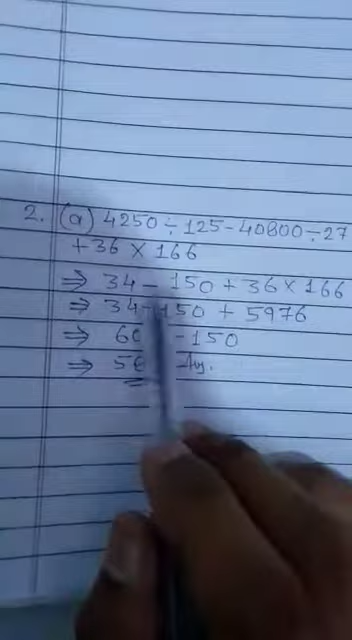 2. (a) 4250 ÷ 125 - 40800 ÷ 27
+ 36 × 166
⇒ 34 - 150 + 36 × 166
⇒ 34 - 150 + 5976
⇒ - 150
⇒ Ans.